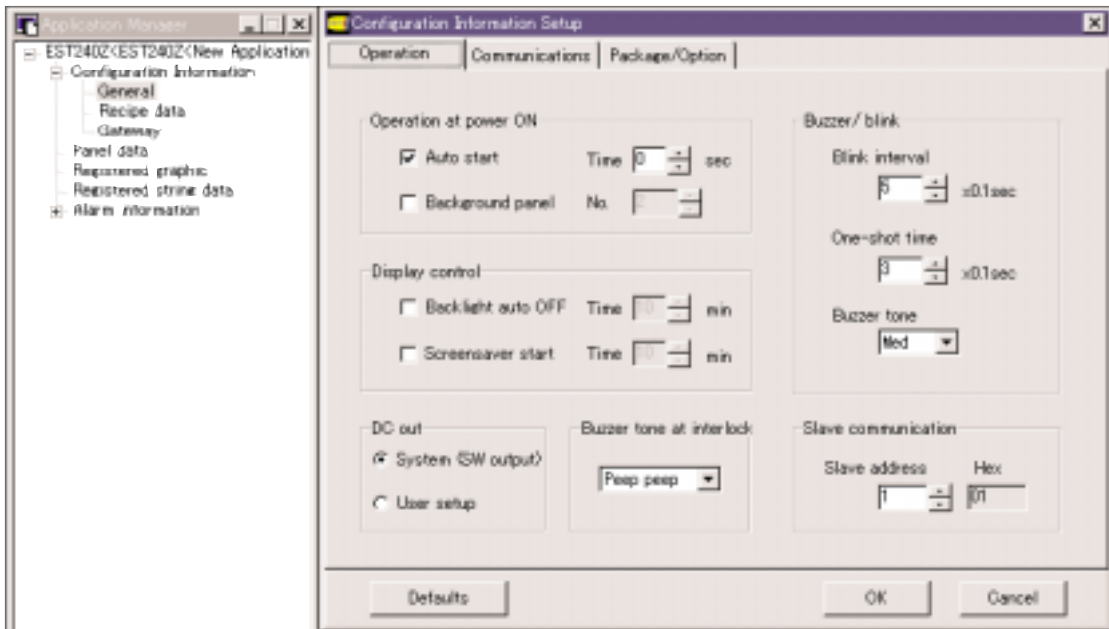 Application Manager
EST240Z<EST240Z<New Application
Configuration Information
General
Recipe data
Gateway
Panel data
Registered graphic
Registered string data
Alarm information
Configuration Information Setup
Operation
Communications
Package/Option
Operation at power ON
Auto start Time 0 sec
Background panel No. 2
Display control
Backlight auto OFF Time 10 min
Screensaver start Time 10 min
DC out
System (SW output)
User setup
Buzzer tone at interlock
Peep peep
Buzzer/ blink
Blink interval
5 x0.1sec
One-shot time
3 x0.1sec
Buzzer tone
Med
Slave communication
Slave address Hex
1 01
Defaults
OK
Cancel